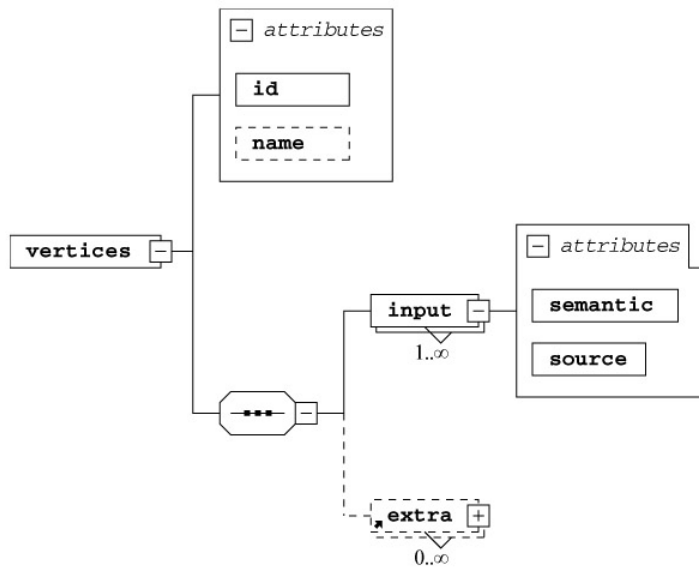 attributes
id
name
vertices
attributes
input
semantic
1..∞
source
extra
0..∞